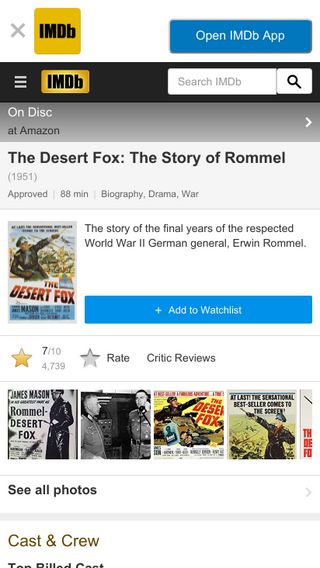 IMDb
Open IMDb App
IMDb
Search IMDb
On Disc
at Amazon
The Desert Fox: The Story of Rommel
(1951)
Approved | 88 min | Biography, Drama, War
THE
DESERT FOX
The story of the final years of the respected
World War II German general, Erwin Rommel.
+ Add to Watchlist
7/10
4,739
Rate
Critic Reviews
JAMES MASON
Rommel-
DESERT
FOX
THE
DESERT
FOX
AT LAST! THE SENSATIONAL
BEST-SELLER COMES TO
THE SCREEN!
See all photos
Cast & Crew
Top Billed Cast